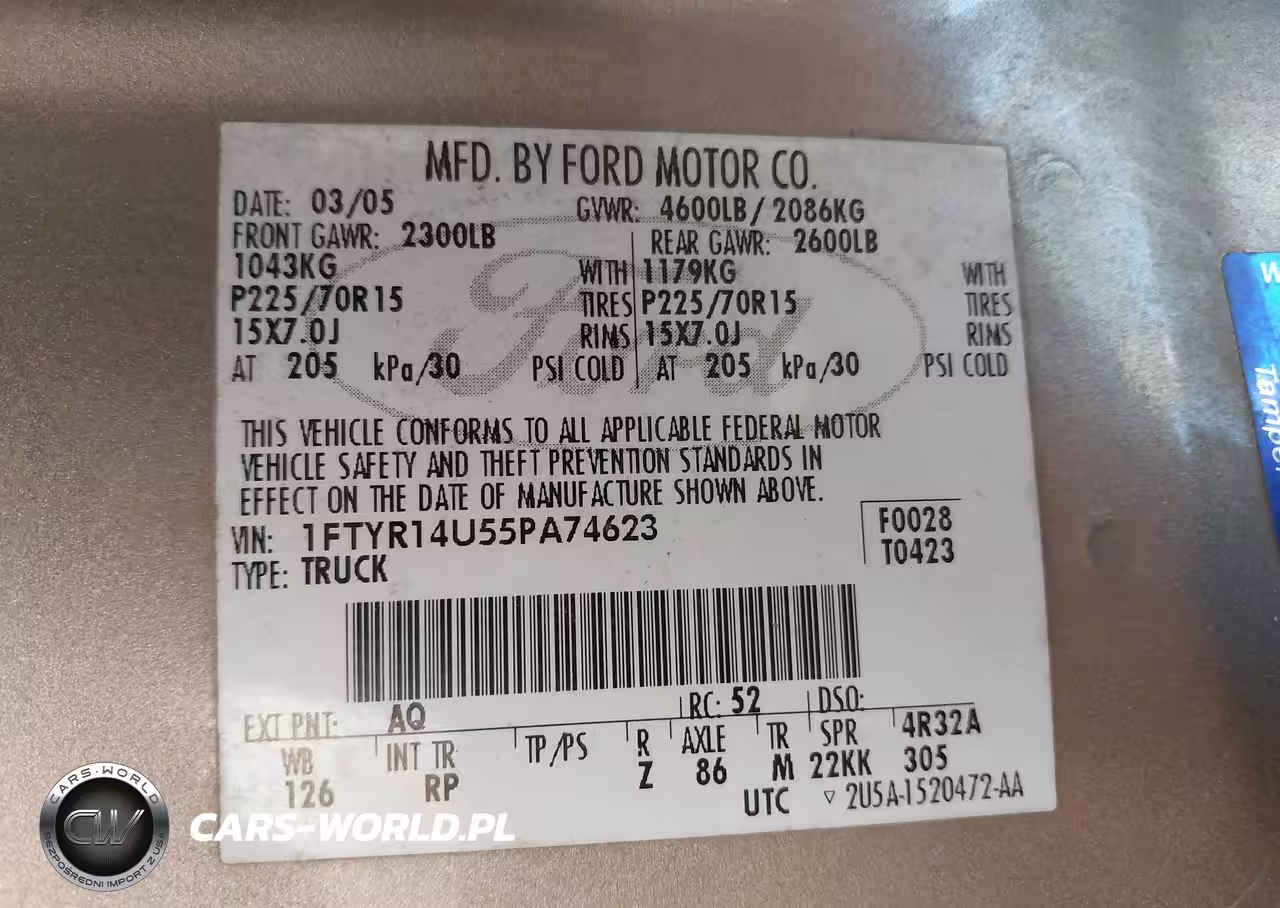 MFD. BY FORD MOTOR CO.
DATE: 03/05 GVWR: 4600LB/2086KG
FRONT GAWR: 2300LB REAR GAWR: 2600LB
1043KG WITH 1179KG WITH
P225/70R15 TIRES P225/70R15 TIRES
15X7.0J RIMS 15X7.0J RIMS
AT 205 kPa/30 PSI COLD AT 205 kPa/30 PSI COLD
Ford
THIS VEHICLE CONFORMS TO ALL APPLICABLE FEDERAL MOTOR
VEHICLE SAFETY AND THEFT PREVENTION STANDARDS IN
EFFECT ON THE DATE OF MANUFACTURE SHOWN ABOVE.
VIN: 1FTYR14U55PA74623 F0028
TYPE: TRUCK T0423
EXT PNT: AQ RC: 52 DSO:
WB INT TR TP/PS R AXLE TR SPR 4R32A
126 RP Z 86 M 22KK 305
UTC ▽ 2U5A-1520472-AA
CARS-WORLD
CW
BEZPOŚREDNI IMPORT Z USA
CARS-WORLD.PL
W
Tamper